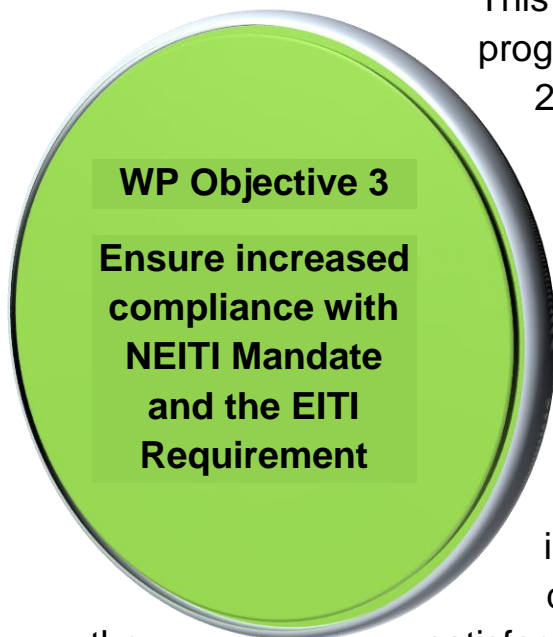 This
prog
2
WP Objective 3
Ensure increased
compliance with
NEITI Mandate
and the EITI
Requirement
i